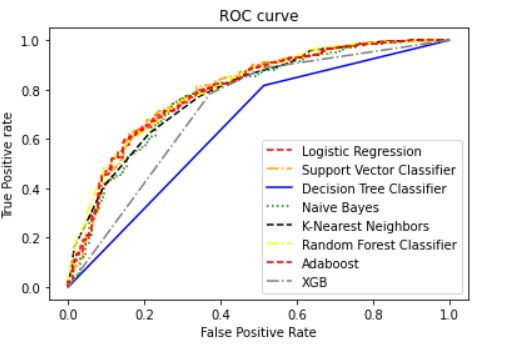 ROC curve
True Positive rate
1.0
0.8
0.6
0.4
0.2
0.0
Logistic Regression
Support Vector Classifier
Decision Tree Classifier
Naive Bayes
K-Nearest Neighbors
Random Forest Classifier
Adaboost
XGB
0.0 0.2 0.4 0.6 0.8 1.0
False Positive Rate